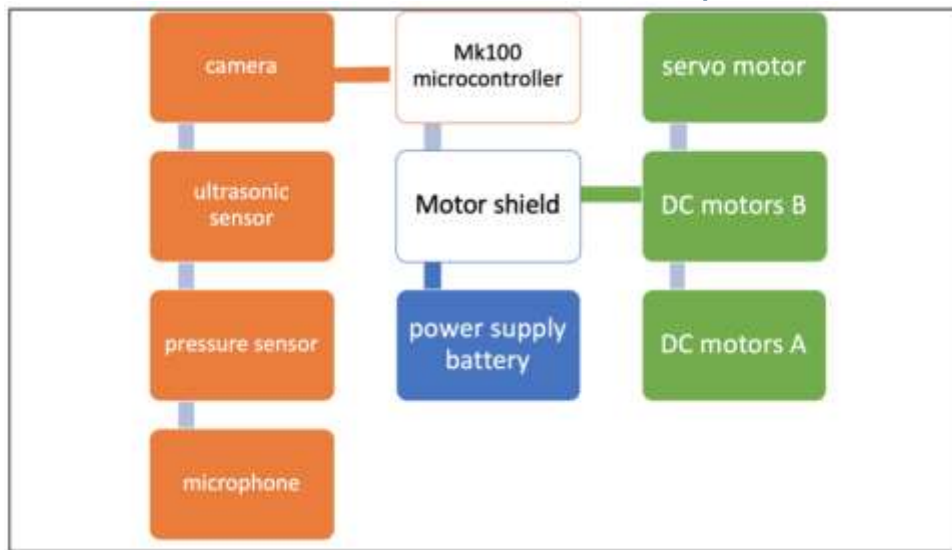 camera
ultrasonic
sensor
pressure sensor
microphone
Mk100
microcontroller
Motor shield
power supply
battery
servo motor
DC motors B
DC motors A